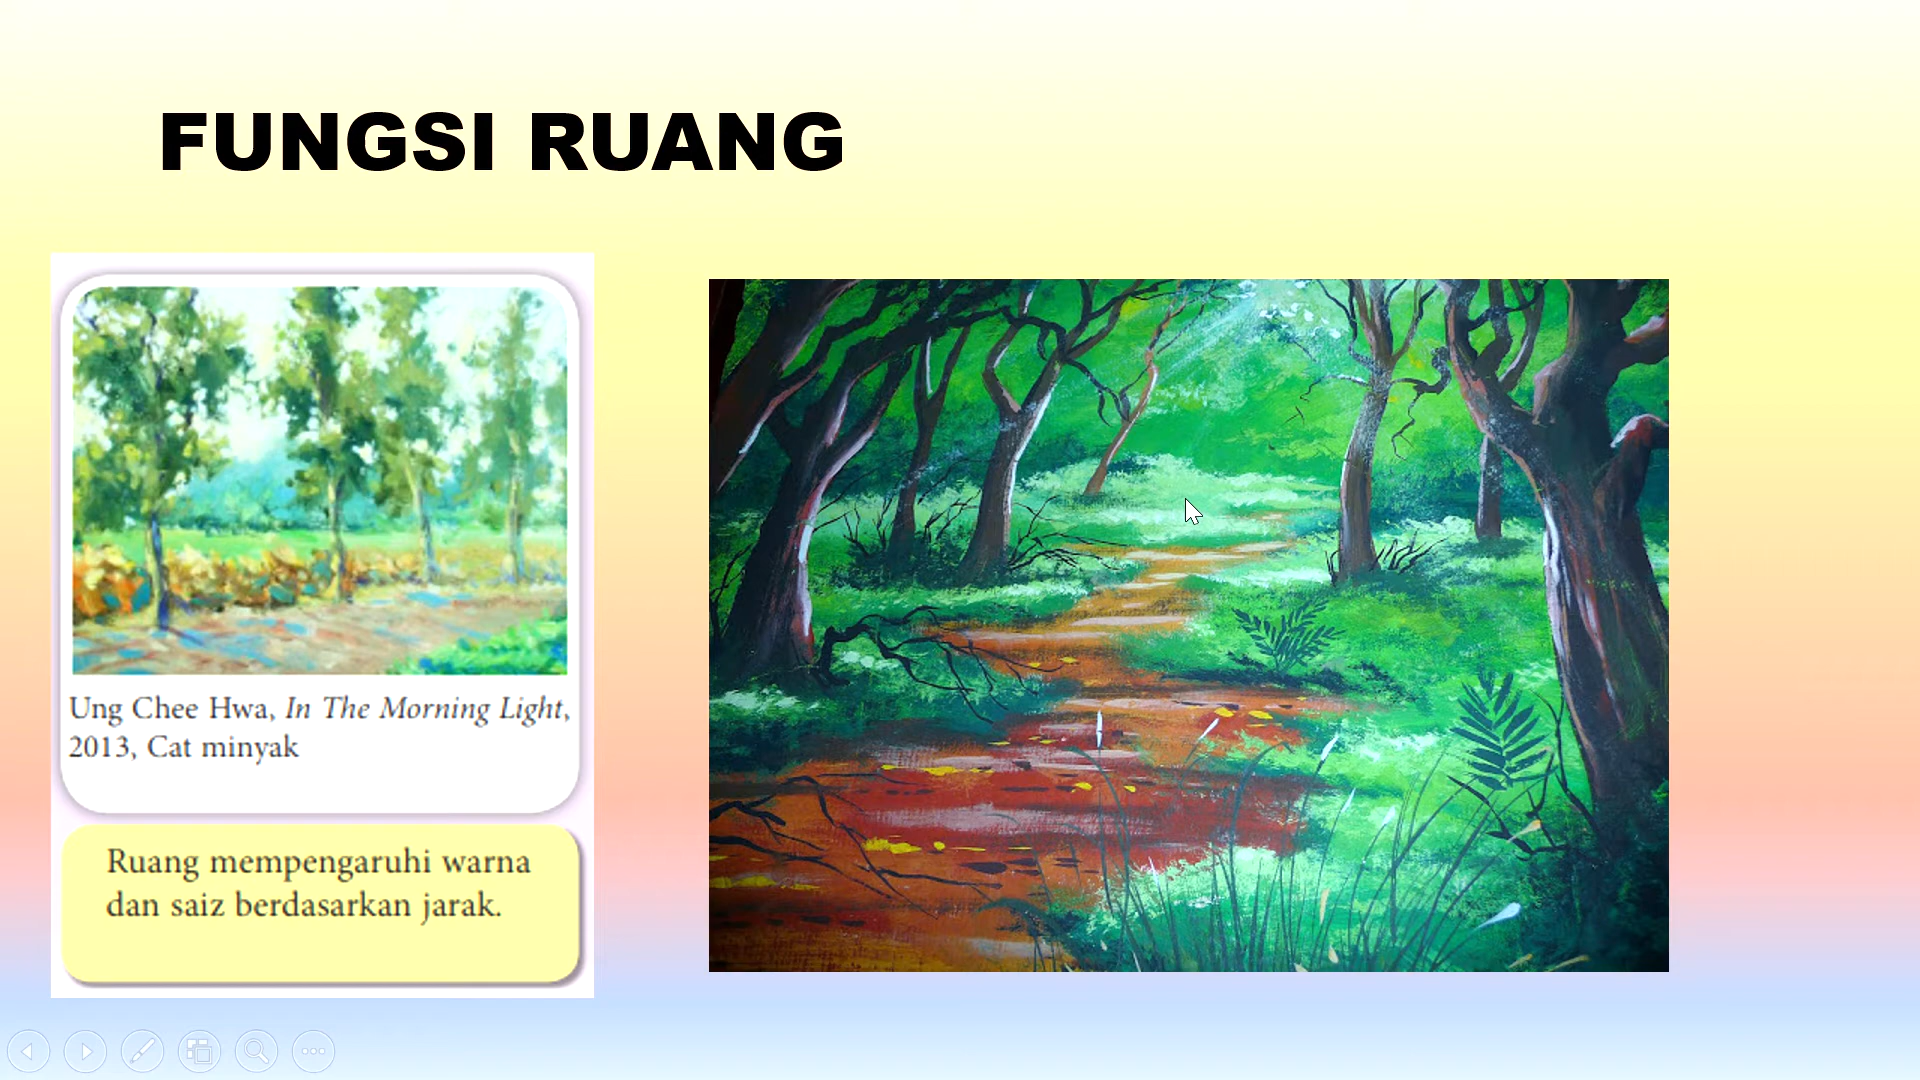 FUNGSI RUANG
Ung Chee Hwa, In The Morning Light,
2013, Cat minyak
Ruang mempengaruhi warna
dan saiz berdasarkan jarak.